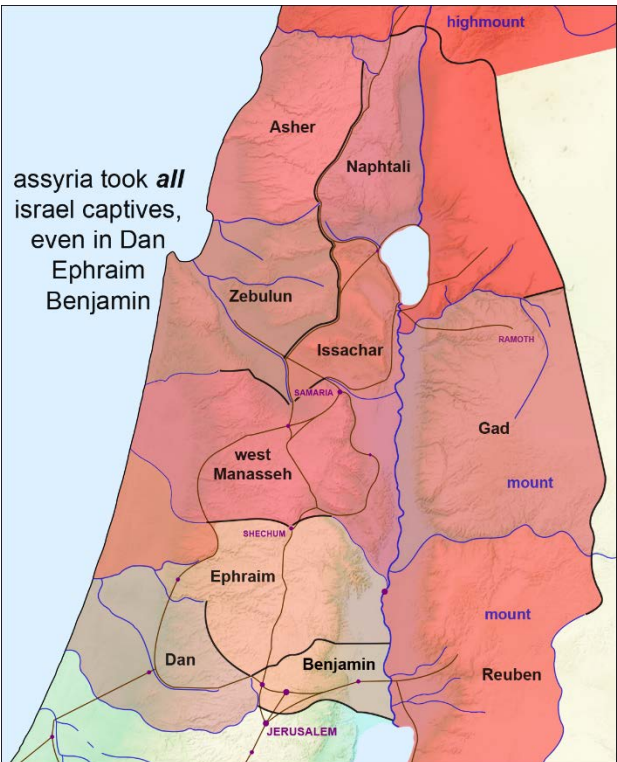 highmount
Asher
Naphtali
assyria took all
israel captives,
even in Dan
Ephraim
Benjamin
Zebulun
Issachar
RAMOTH
SAMARIA
Gad
west
Manasseh
mount
SHECHUM
Ephraim
mount
Dan
Benjamin
Reuben
JERUSALEM